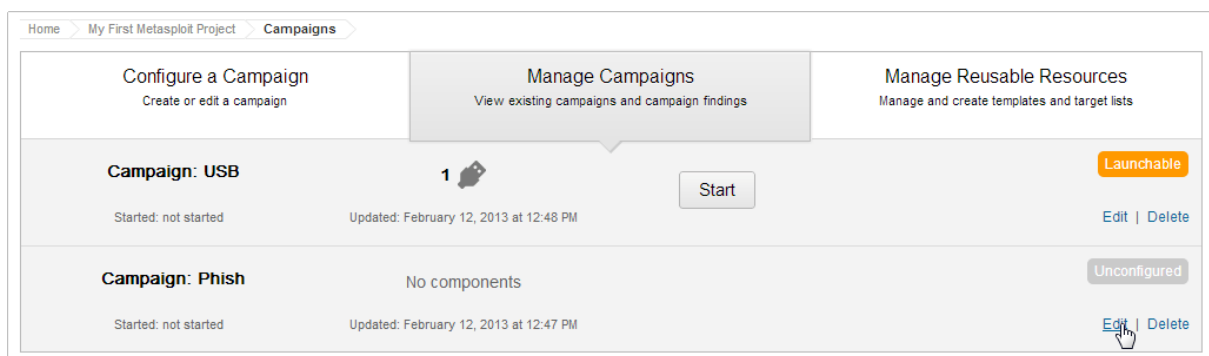 Home My First Metasploit Project Campaigns
Configure a Campaign
Create or edit a campaign
Manage Campaigns
View existing campaigns and campaign findings
Manage Reusable Resources
Manage and create templates and target lists
Campaign: USB
1
Start
Launchable
Started: not started
Updated: February 12, 2013 at 12:48 PM
Edit | Delete
Campaign: Phish
No components
Unconfigured
Started: not started
Updated: February 12, 2013 at 12:47 PM
Edit | Delete